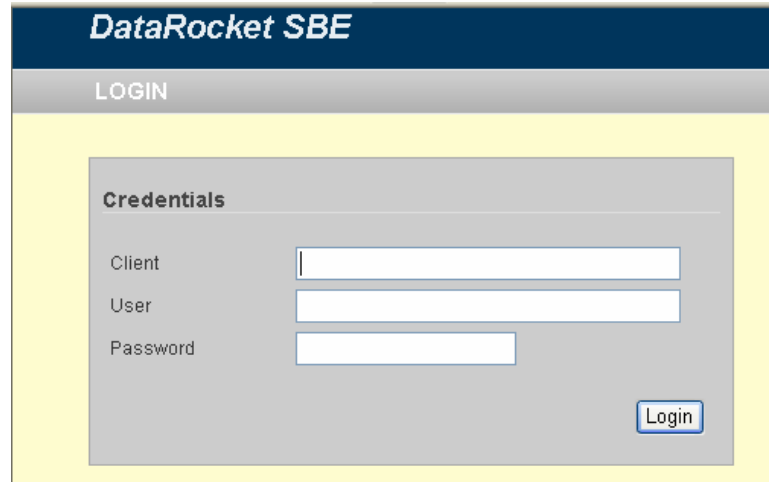 DataRocket SBE
LOGIN
Credentials
Client
User
Password
Login